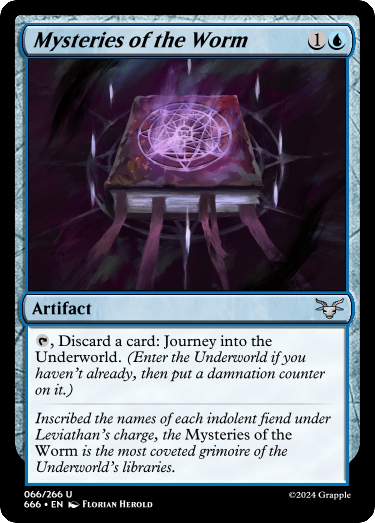 Mysteries of the Worm 1
Artifact
, Discard a card: Journey into the
Underworld. (Enter the Underworld if you
haven't already, then put a damnation counter
on it.)
Inscribed the names of each indolent fiend under
Leviathan's charge, the Mysteries of the
Worm is the most coveted grimoire of the
Underworld's libraries.
066/266 U
666 • EN Florian Herold
©2024 Grapple